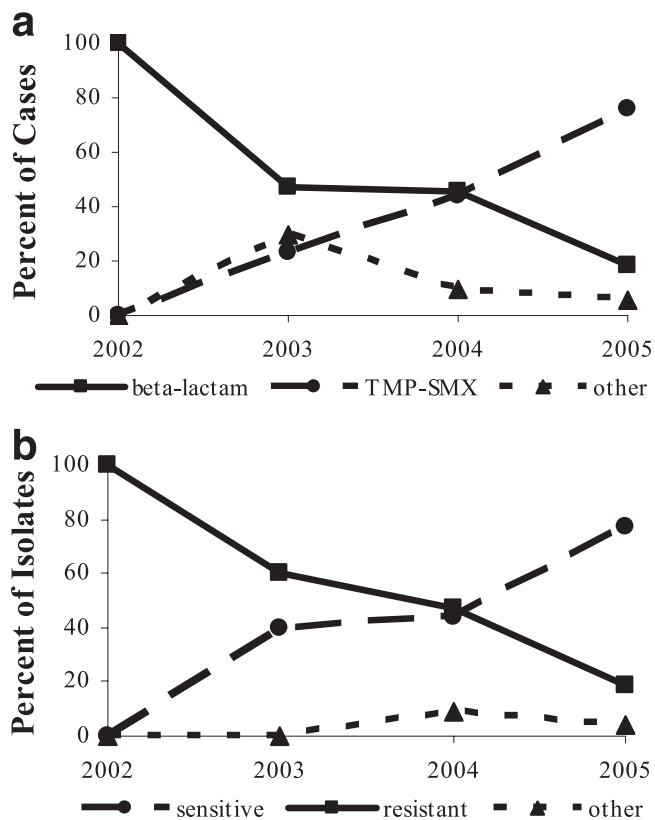 a
Percent of Cases
100
80
60
40
20
0
2002 2003 2004 2005
beta-lactam TMP-SMX other
b
Percent of Isolates
100
80
60
40
20
0
2002 2003 2004 2005
sensitive resistant other